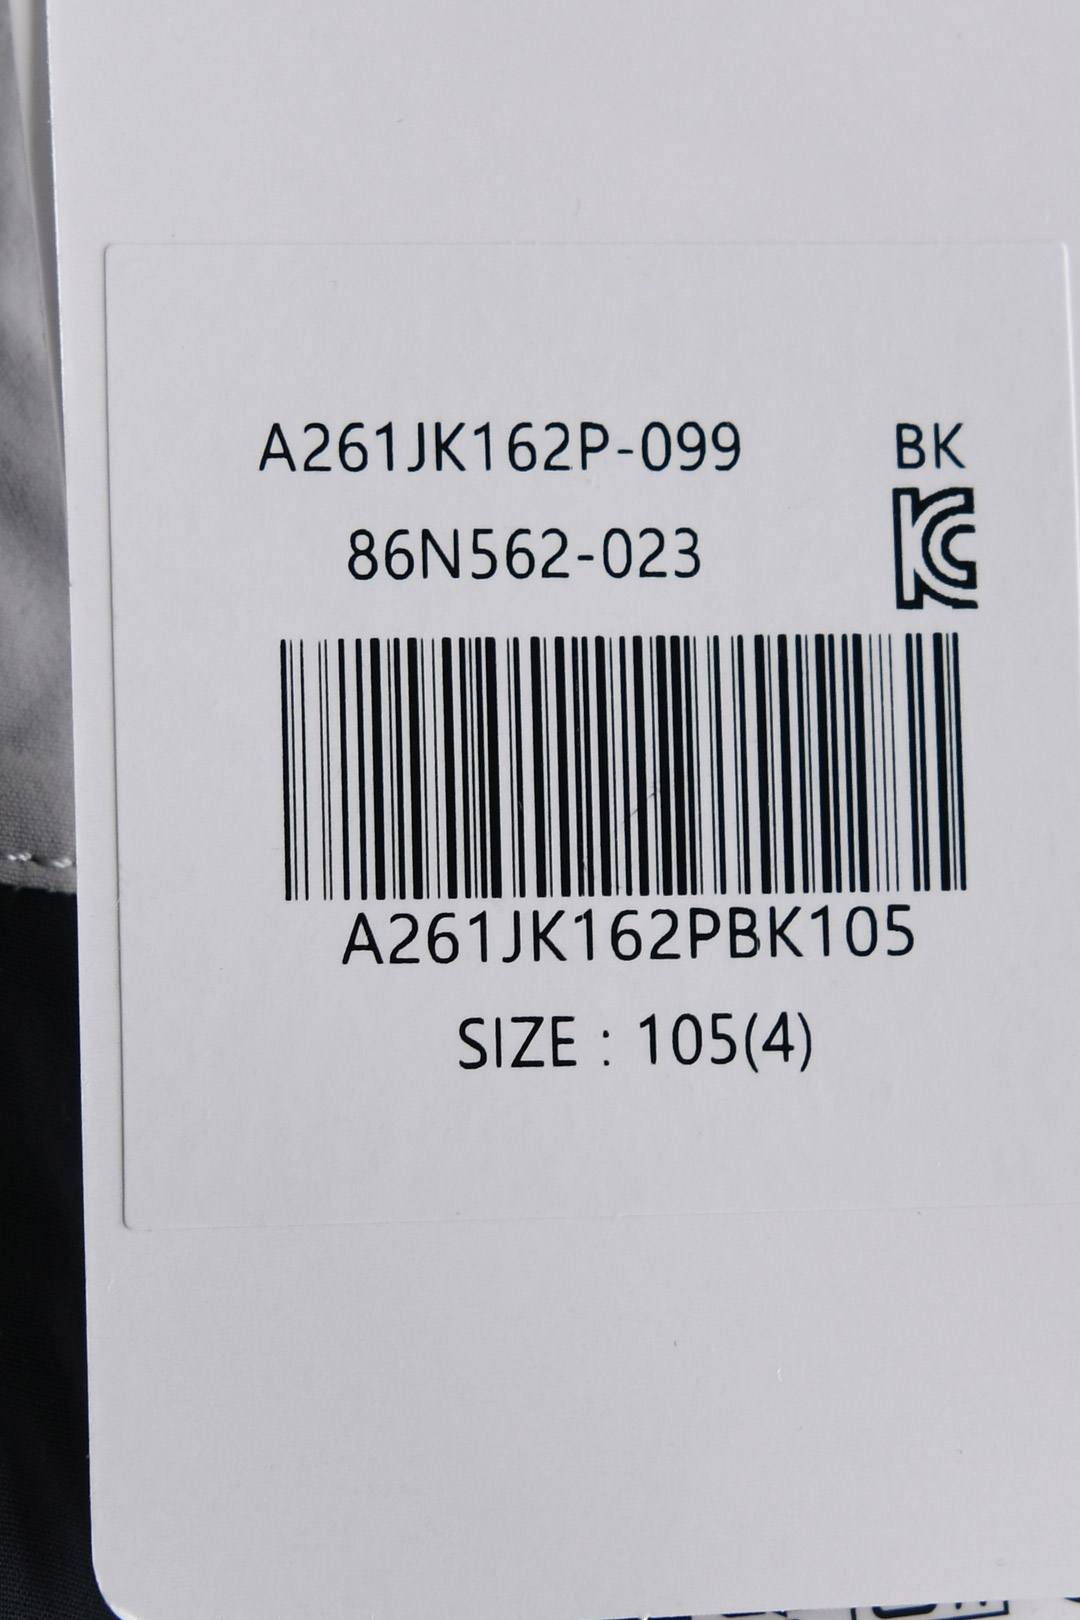 A261JK162P-099 BK
86N562-023
A261JK162PBK105
SIZE : 105(4)